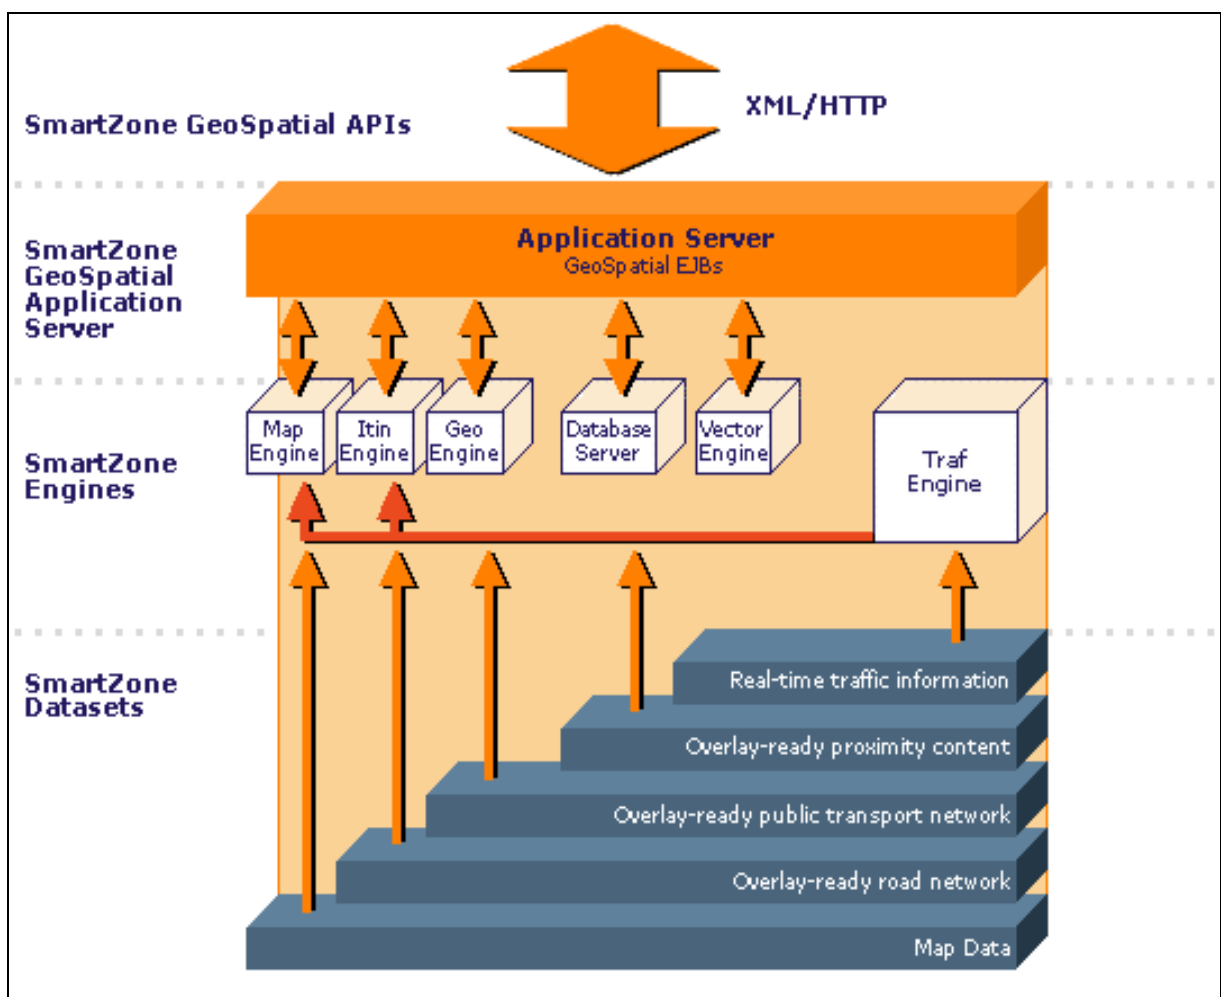 XML/HTTP
SmartZone GeoSpatial APIs
SmartZone
GeoSpatial
Application
Server
Application Server
GeoSpatial EJBs
Map
Engine
Itin
Engine
Geo
Engine
Database
Server
Vector
Engine
Traf
Engine
SmartZone
Engines
SmartZone
Datasets
Real-time traffic information
Overlay-ready proximity content
Overlay-ready public transport network
Overlay-ready road network
Map Data